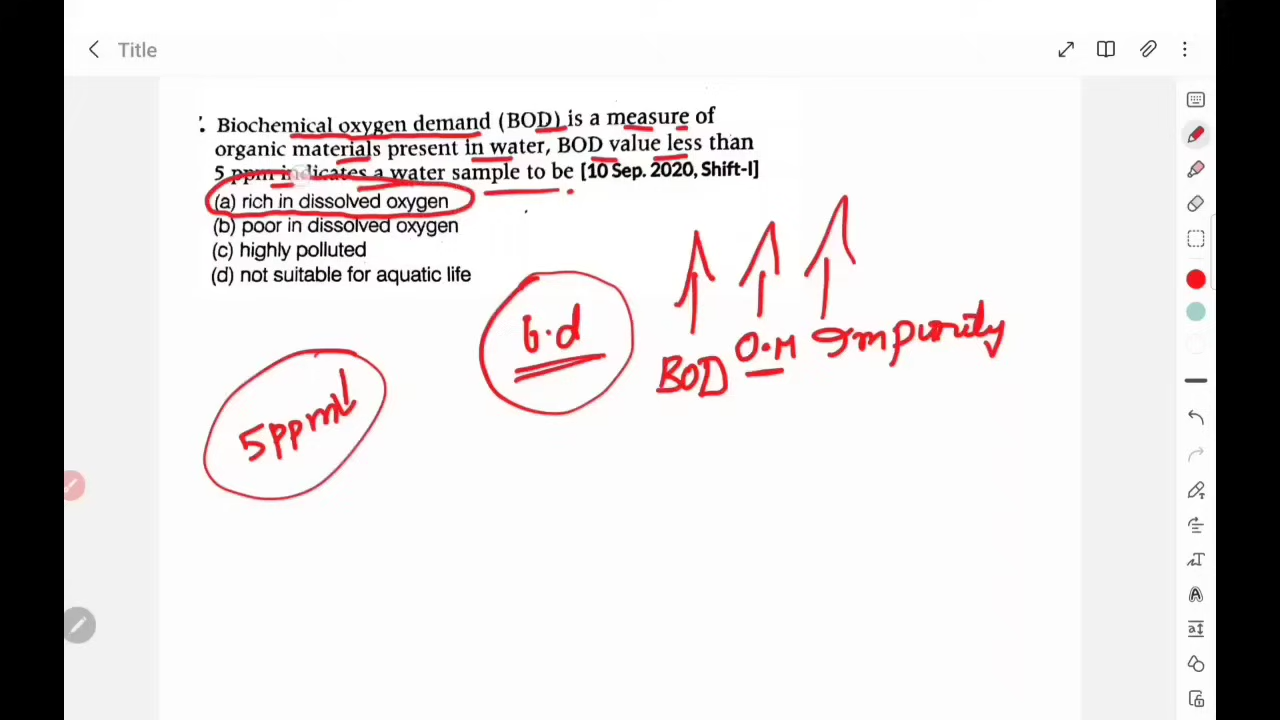 Title
Biochemical oxygen demand (BOD) is a measure of
organic materials present in water, BOD value less than
5 ppm indicates a water sample to be [10 Sep. 2020, Shift-I]
(a) rich in dissolved oxygen
(b) poor in dissolved oxygen
(c) highly polluted
(d) not suitable for aquatic life
6.d
BOD O.M Impurity
5ppm↓